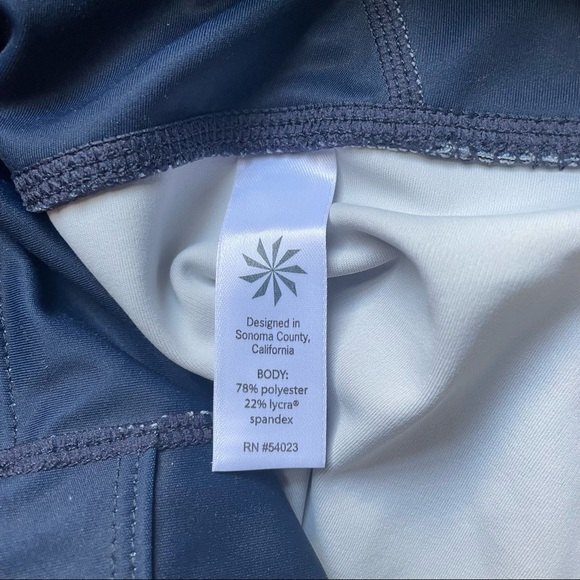 Designed in
Sonoma County,
California
BODY:
78% polyester
22% lycra®
spandex
RN #54023